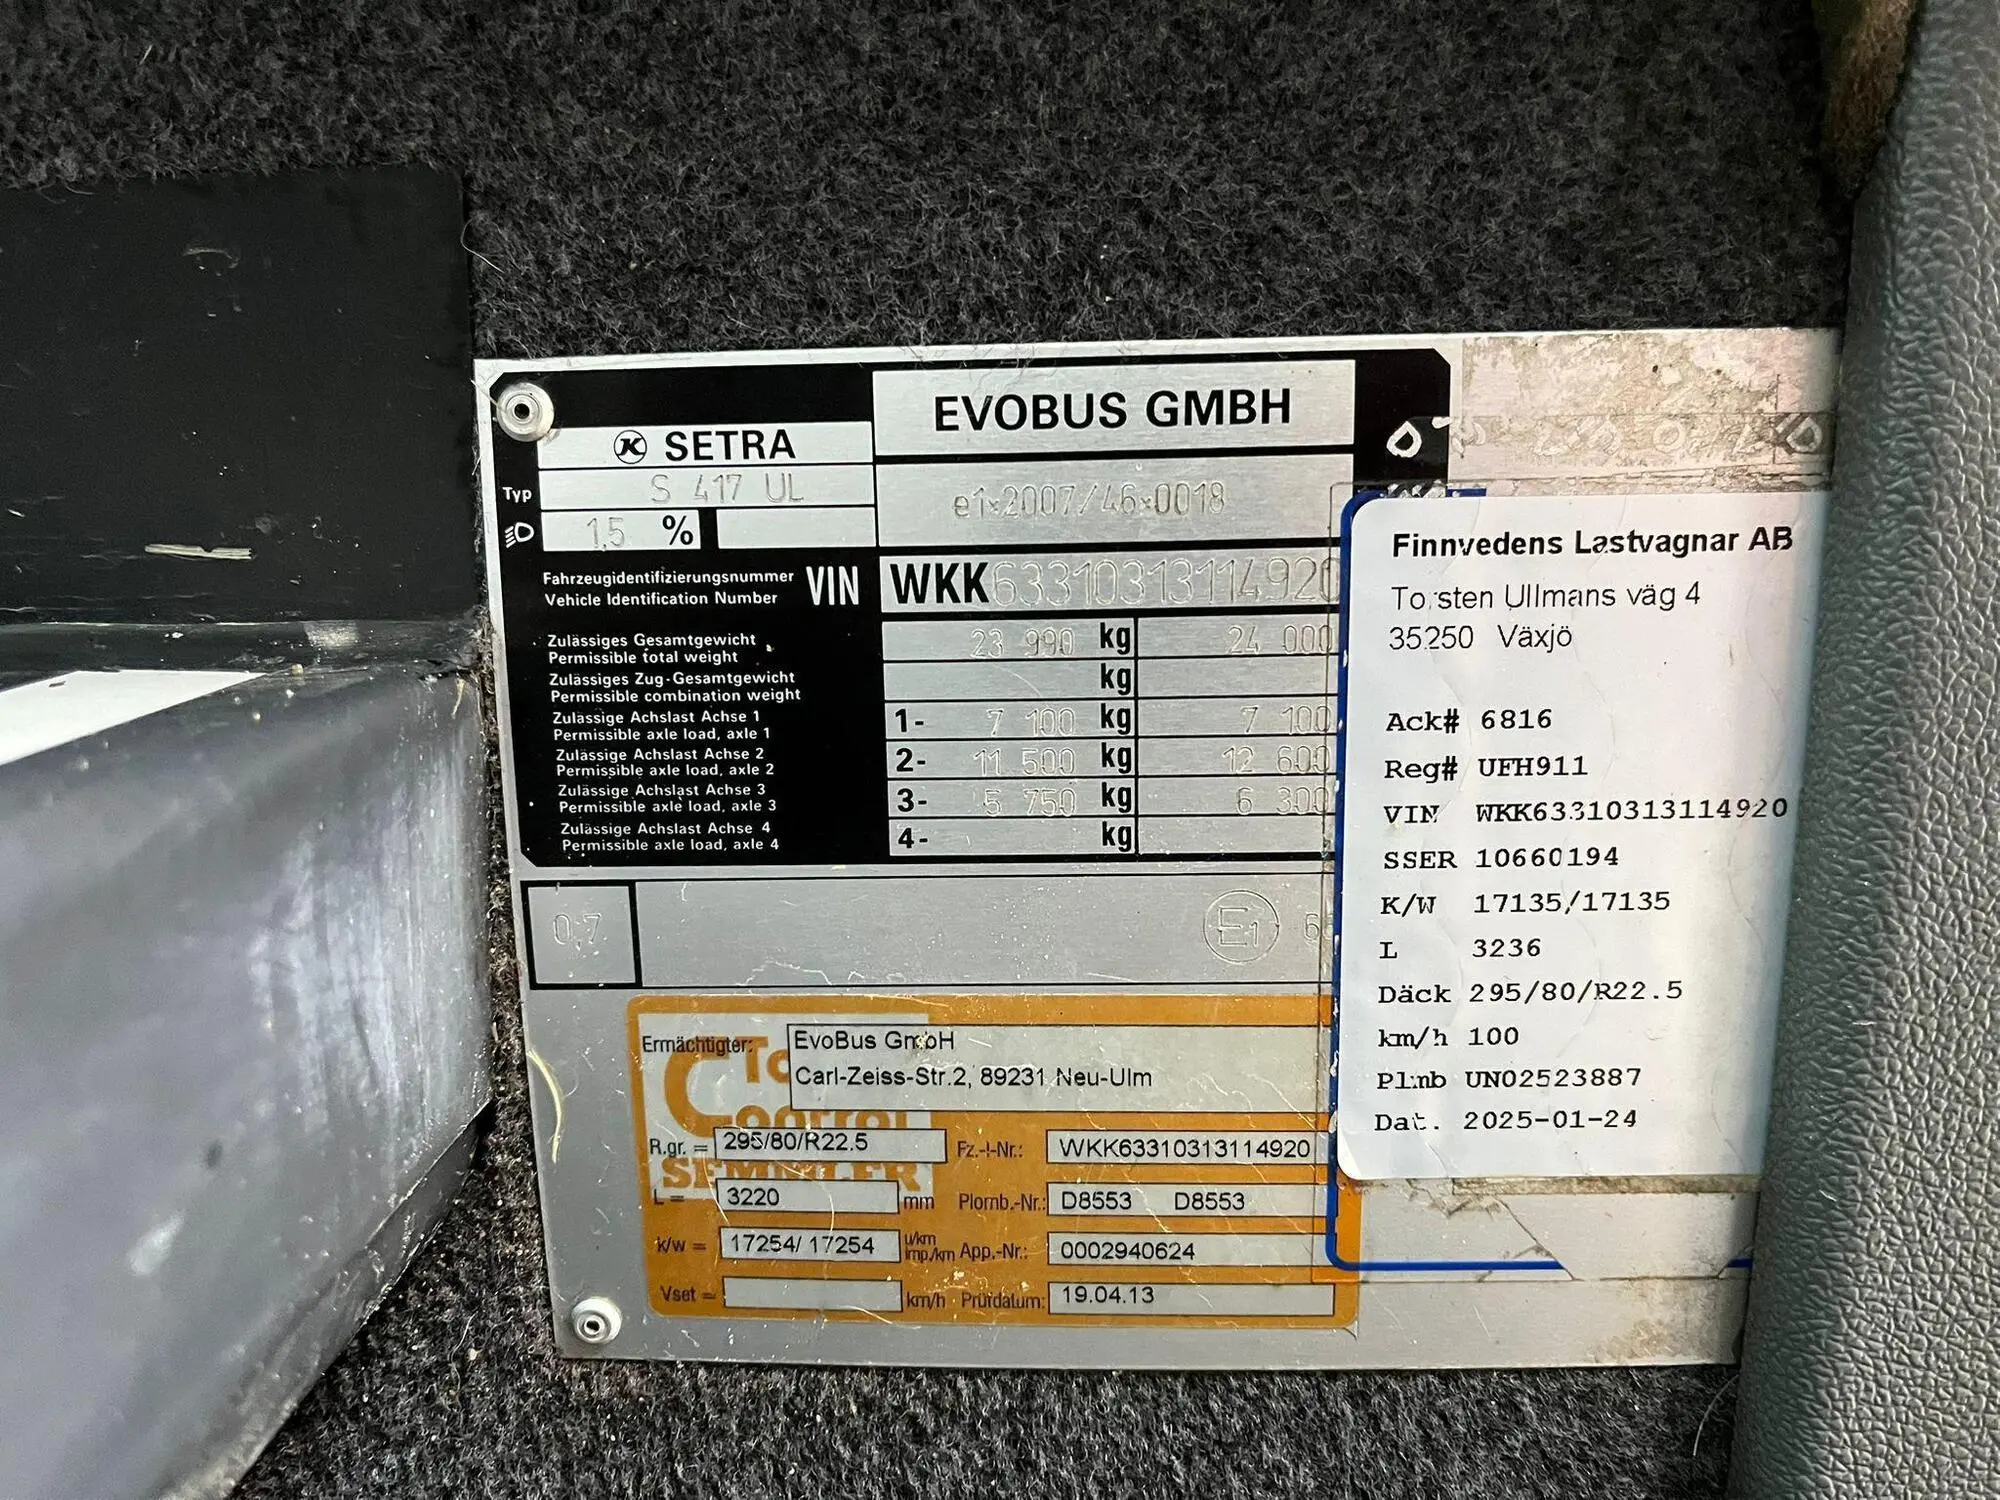 EVOBUS GMBH
SETRA
Typ S 417 UL
e1*2007/46*0018
1,5 %
Fahrzeugidentifizierungsnummer
Vehicle Identification Number
VIN WKK63310313114920
Zulässiges Gesamtgewicht
Permissible total weight
23 990 kg 24 000
Zulässiges Zug-Gesamtgewicht
Permissible combination weight
kg
Zulässige Achslast Achse 1
Permissible axle load, axle 1
1- 7 100 kg 7 100
Zulässige Achslast Achse 2
Permissible axle load, axle 2
2- 11 500 kg 12 600
Zulässige Achslast Achse 3
Permissible axle load, axle 3
3- 5 750 kg 6 300
Zulässige Achslast Achse 4
Permissible axle load, axle 4
4- kg
0,7
E1
Ermächtigter: EvoBus GmbH
Carl-Zeiss-Str.2, 89231 Neu-Ulm
Control
SEMMLER
R.gr. = 295/80/R22.5 Fz.-I-Nr.: WKK63310313114920
L = 3220 mm Plomb.-Nr.: D8553 D8553
k/w = 17254/ 17254 u/km imp/km App.-Nr.: 0002940624
Vset = km/h Prüfdatum: 19.04.13
Finnvedens Lastvagnar AB
Torsten Ullmans väg 4
35250 Växjö
Ack# 6816
Reg# UFH911
VIN WKK63310313114920
SSER 10660194
K/W 17135/17135
L 3236
Däck 295/80/R22.5
km/h 100
Plmb UN02523887
Dat. 2025-01-24